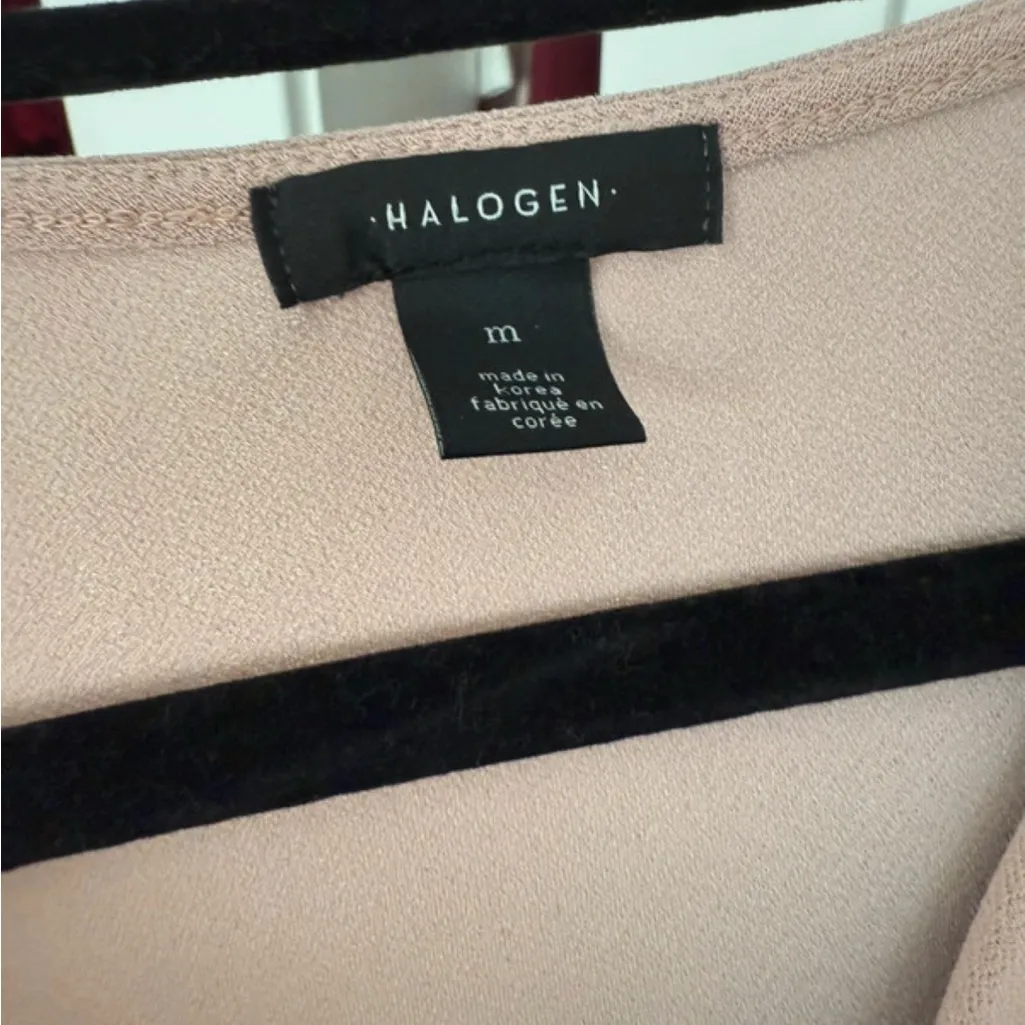 ·HALOGEN·
m
made in
korea
fabriqué en
corée